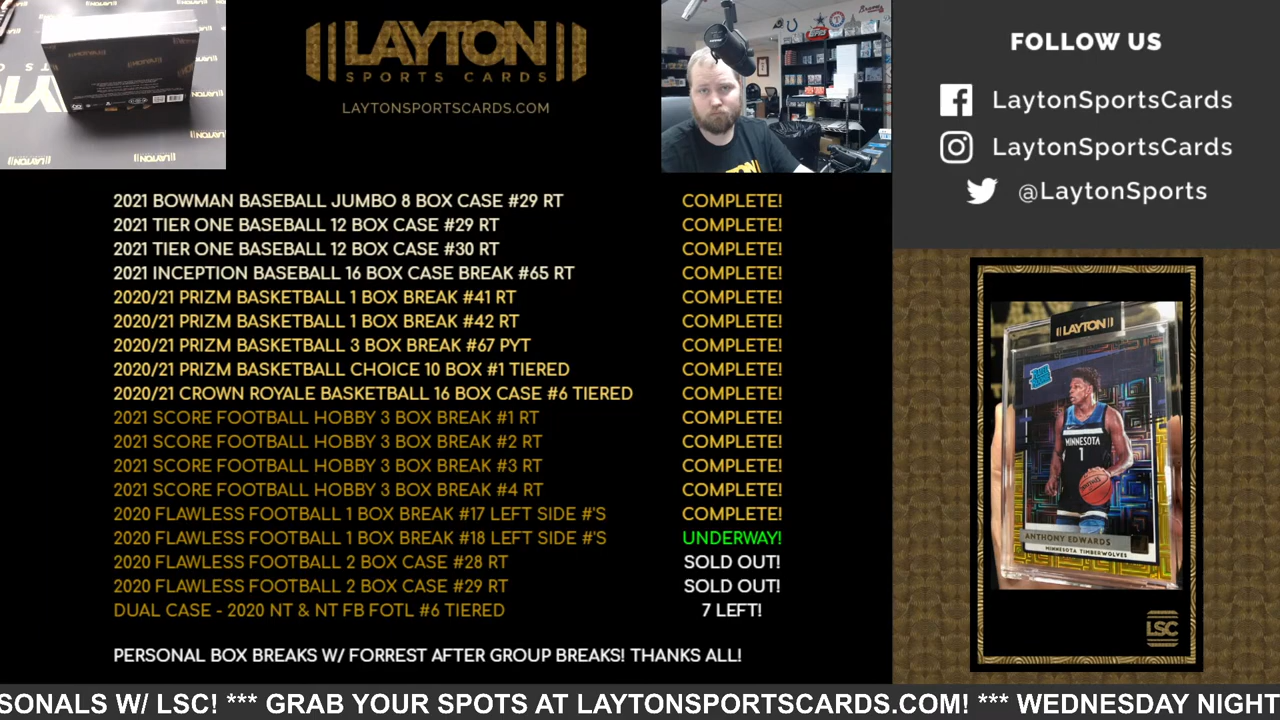 LAYTON
SPORTS CARDS
LAYTONSPORTSCARDS.COM
FOLLOW US
LaytonSportsCards
LaytonSportsCards
@LaytonSports
2021 BOWMAN BASEBALL JUMBO 8 BOX CASE #29 RT COMPLETE!
2021 TIER ONE BASEBALL 12 BOX CASE #29 RT COMPLETE!
2021 TIER ONE BASEBALL 12 BOX CASE #30 RT COMPLETE!
2021 INCEPTION BASEBALL 16 BOX CASE BREAK #65 RT COMPLETE!
2020/21 PRIZM BASKETBALL 1 BOX BREAK #41 RT COMPLETE!
2020/21 PRIZM BASKETBALL 1 BOX BREAK #42 RT COMPLETE!
2020/21 PRIZM BASKETBALL 3 BOX BREAK #67 PYT COMPLETE!
2020/21 PRIZM BASKETBALL CHOICE 10 BOX #1 TIERED COMPLETE!
2020/21 CROWN ROYALE BASKETBALL 16 BOX CASE #6 TIERED COMPLETE!
2021 SCORE FOOTBALL HOBBY 3 BOX BREAK #1 RT COMPLETE!
2021 SCORE FOOTBALL HOBBY 3 BOX BREAK #2 RT COMPLETE!
2021 SCORE FOOTBALL HOBBY 3 BOX BREAK #3 RT COMPLETE!
2021 SCORE FOOTBALL HOBBY 3 BOX BREAK #4 RT COMPLETE!
2020 FLAWLESS FOOTBALL 1 BOX BREAK #17 LEFT SIDE #'S COMPLETE!
2020 FLAWLESS FOOTBALL 1 BOX BREAK #18 LEFT SIDE #'S UNDERWAY!
2020 FLAWLESS FOOTBALL 2 BOX CASE #28 RT SOLD OUT!
2020 FLAWLESS FOOTBALL 2 BOX CASE #29 RT SOLD OUT!
DUAL CASE - 2020 NT & NT FB FOTL #6 TIERED 7 LEFT!
PERSONAL BOX BREAKS W/ FORREST AFTER GROUP BREAKS! THANKS ALL!
LAYTON
MINNESOTA
1
ANTHONY EDWARDS
MINNESOTA TIMBERWOLVES
LSC
SONALS W/ LSC! *** GRAB YOUR SPOTS AT LAYTONSPORTSCARDS.COM! *** WEDNESDAY NIGHT